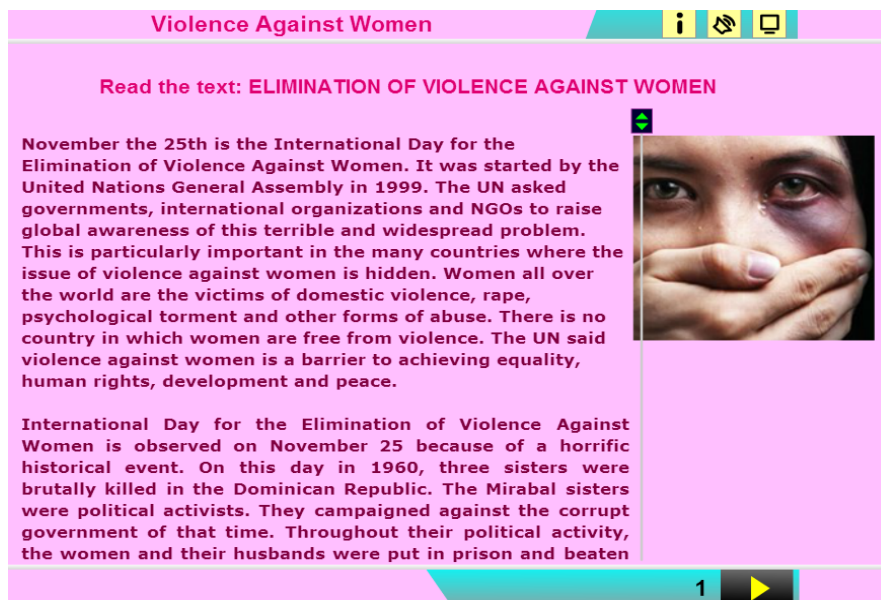 Violence Against Women
Read the text: ELIMINATION OF VIOLENCE AGAINST WOMEN
November the 25th is the International Day for the
Elimination of Violence Against Women. It was started by the
United Nations General Assembly in 1999. The UN asked
governments, international organizations and NGOs to raise
global awareness of this terrible and widespread problem.
This is particularly important in the many countries where the
issue of violence against women is hidden. Women all over
the world are the victims of domestic violence, rape,
psychological torment and other forms of abuse. There is no
country in which women are free from violence. The UN said
violence against women is a barrier to achieving equality,
human rights, development and peace.
International Day for the Elimination of Violence Against
Women is observed on November 25 because of a horrific
historical event. On this day in 1960, three sisters were
brutally killed in the Dominican Republic. The Mirabal sisters
were political activists. They campaigned against the corrupt
government of that time. Throughout their political activity,
the women and their husbands were put in prison and beaten
1